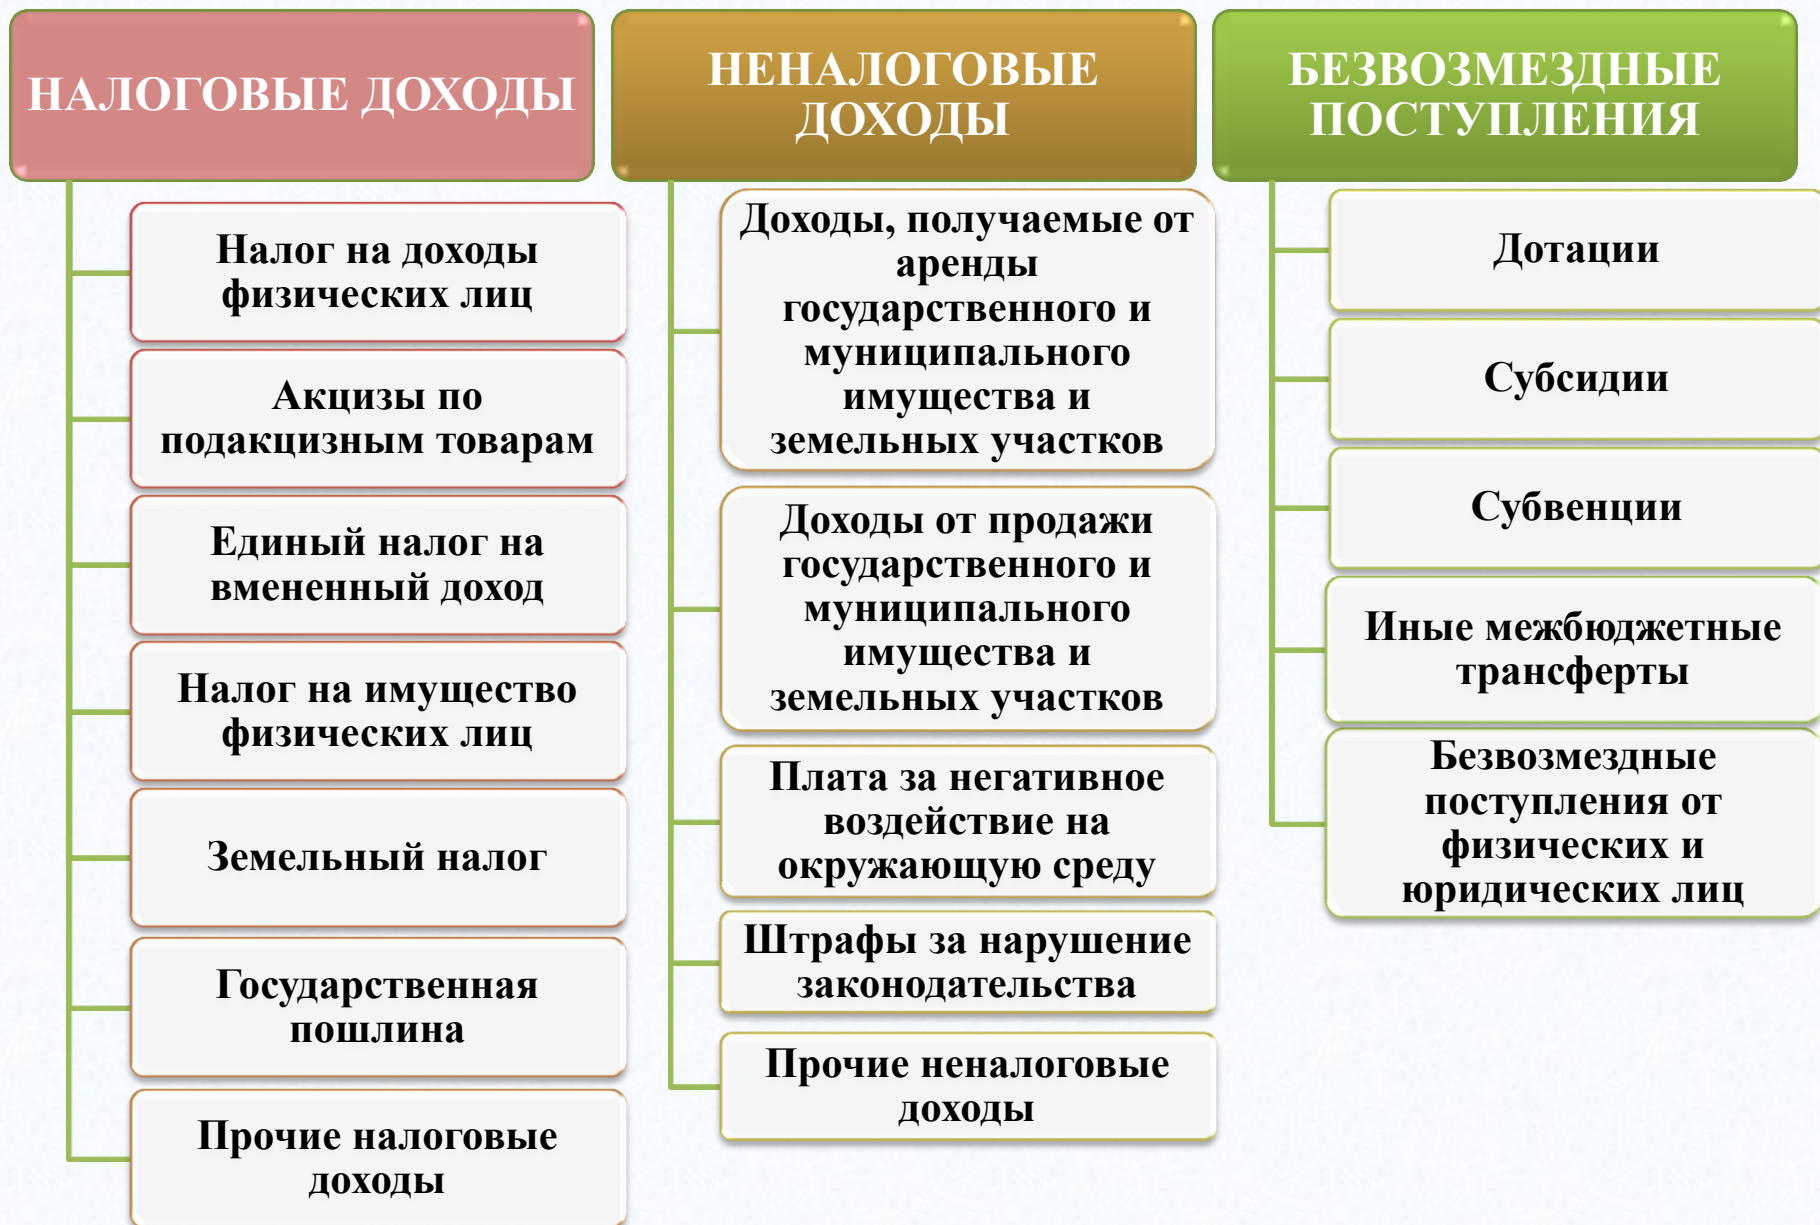 НАЛОГОВЫЕ ДОХОДЫ
Налог на доходы
физических лиц
Акцизы по
подакцизным товарам
Единый налог на
вмененный доход
Налог на имущество
физических лиц
Земельный налог
Государственная
пошлина
Прочие налоговые
доходы
НЕНАЛОГОВЫЕ
ДОХОДЫ
Доходы, получаемые от
аренды
государственного и
муниципального
имущества и
земельных участков
Доходы от продажи
государственного и
муниципального
имущества и
земельных участков
Плата за негативное
воздействие на
окружающую среду
Штрафы за нарушение
законодательства
Прочие неналоговые
доходы
БЕЗВОЗМЕЗДНЫЕ
ПОСТУПЛЕНИЯ
Дотации
Субсидии
Субвенции
Иные межбюджетные
трансферты
Безвозмездные
поступления от
физических и
юридических лиц